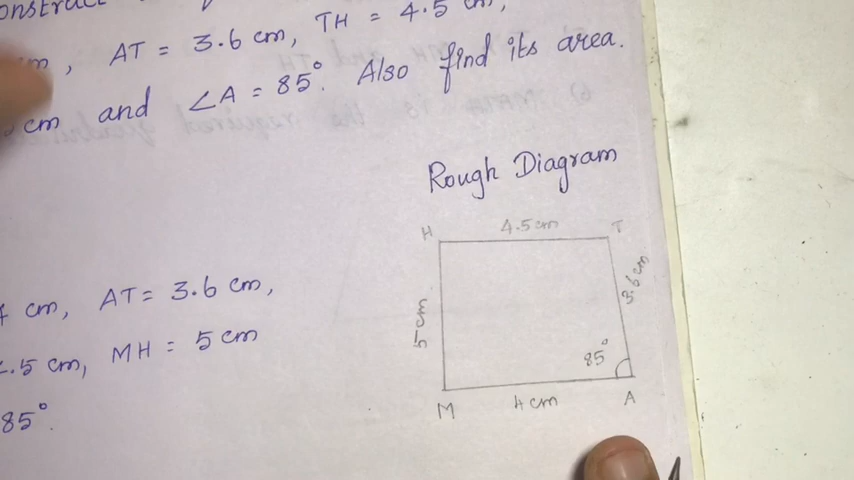 AT = 3.6 cm, TH = 4.5 cm,
cm and ∠A = 85°. Also find its area.
Rough Diagram
H 4.5 cm T
cm, AT = 3.6 cm,
3.6 cm
5 cm
.5 cm, MH = 5 cm
85°
M 4 cm A
85°.